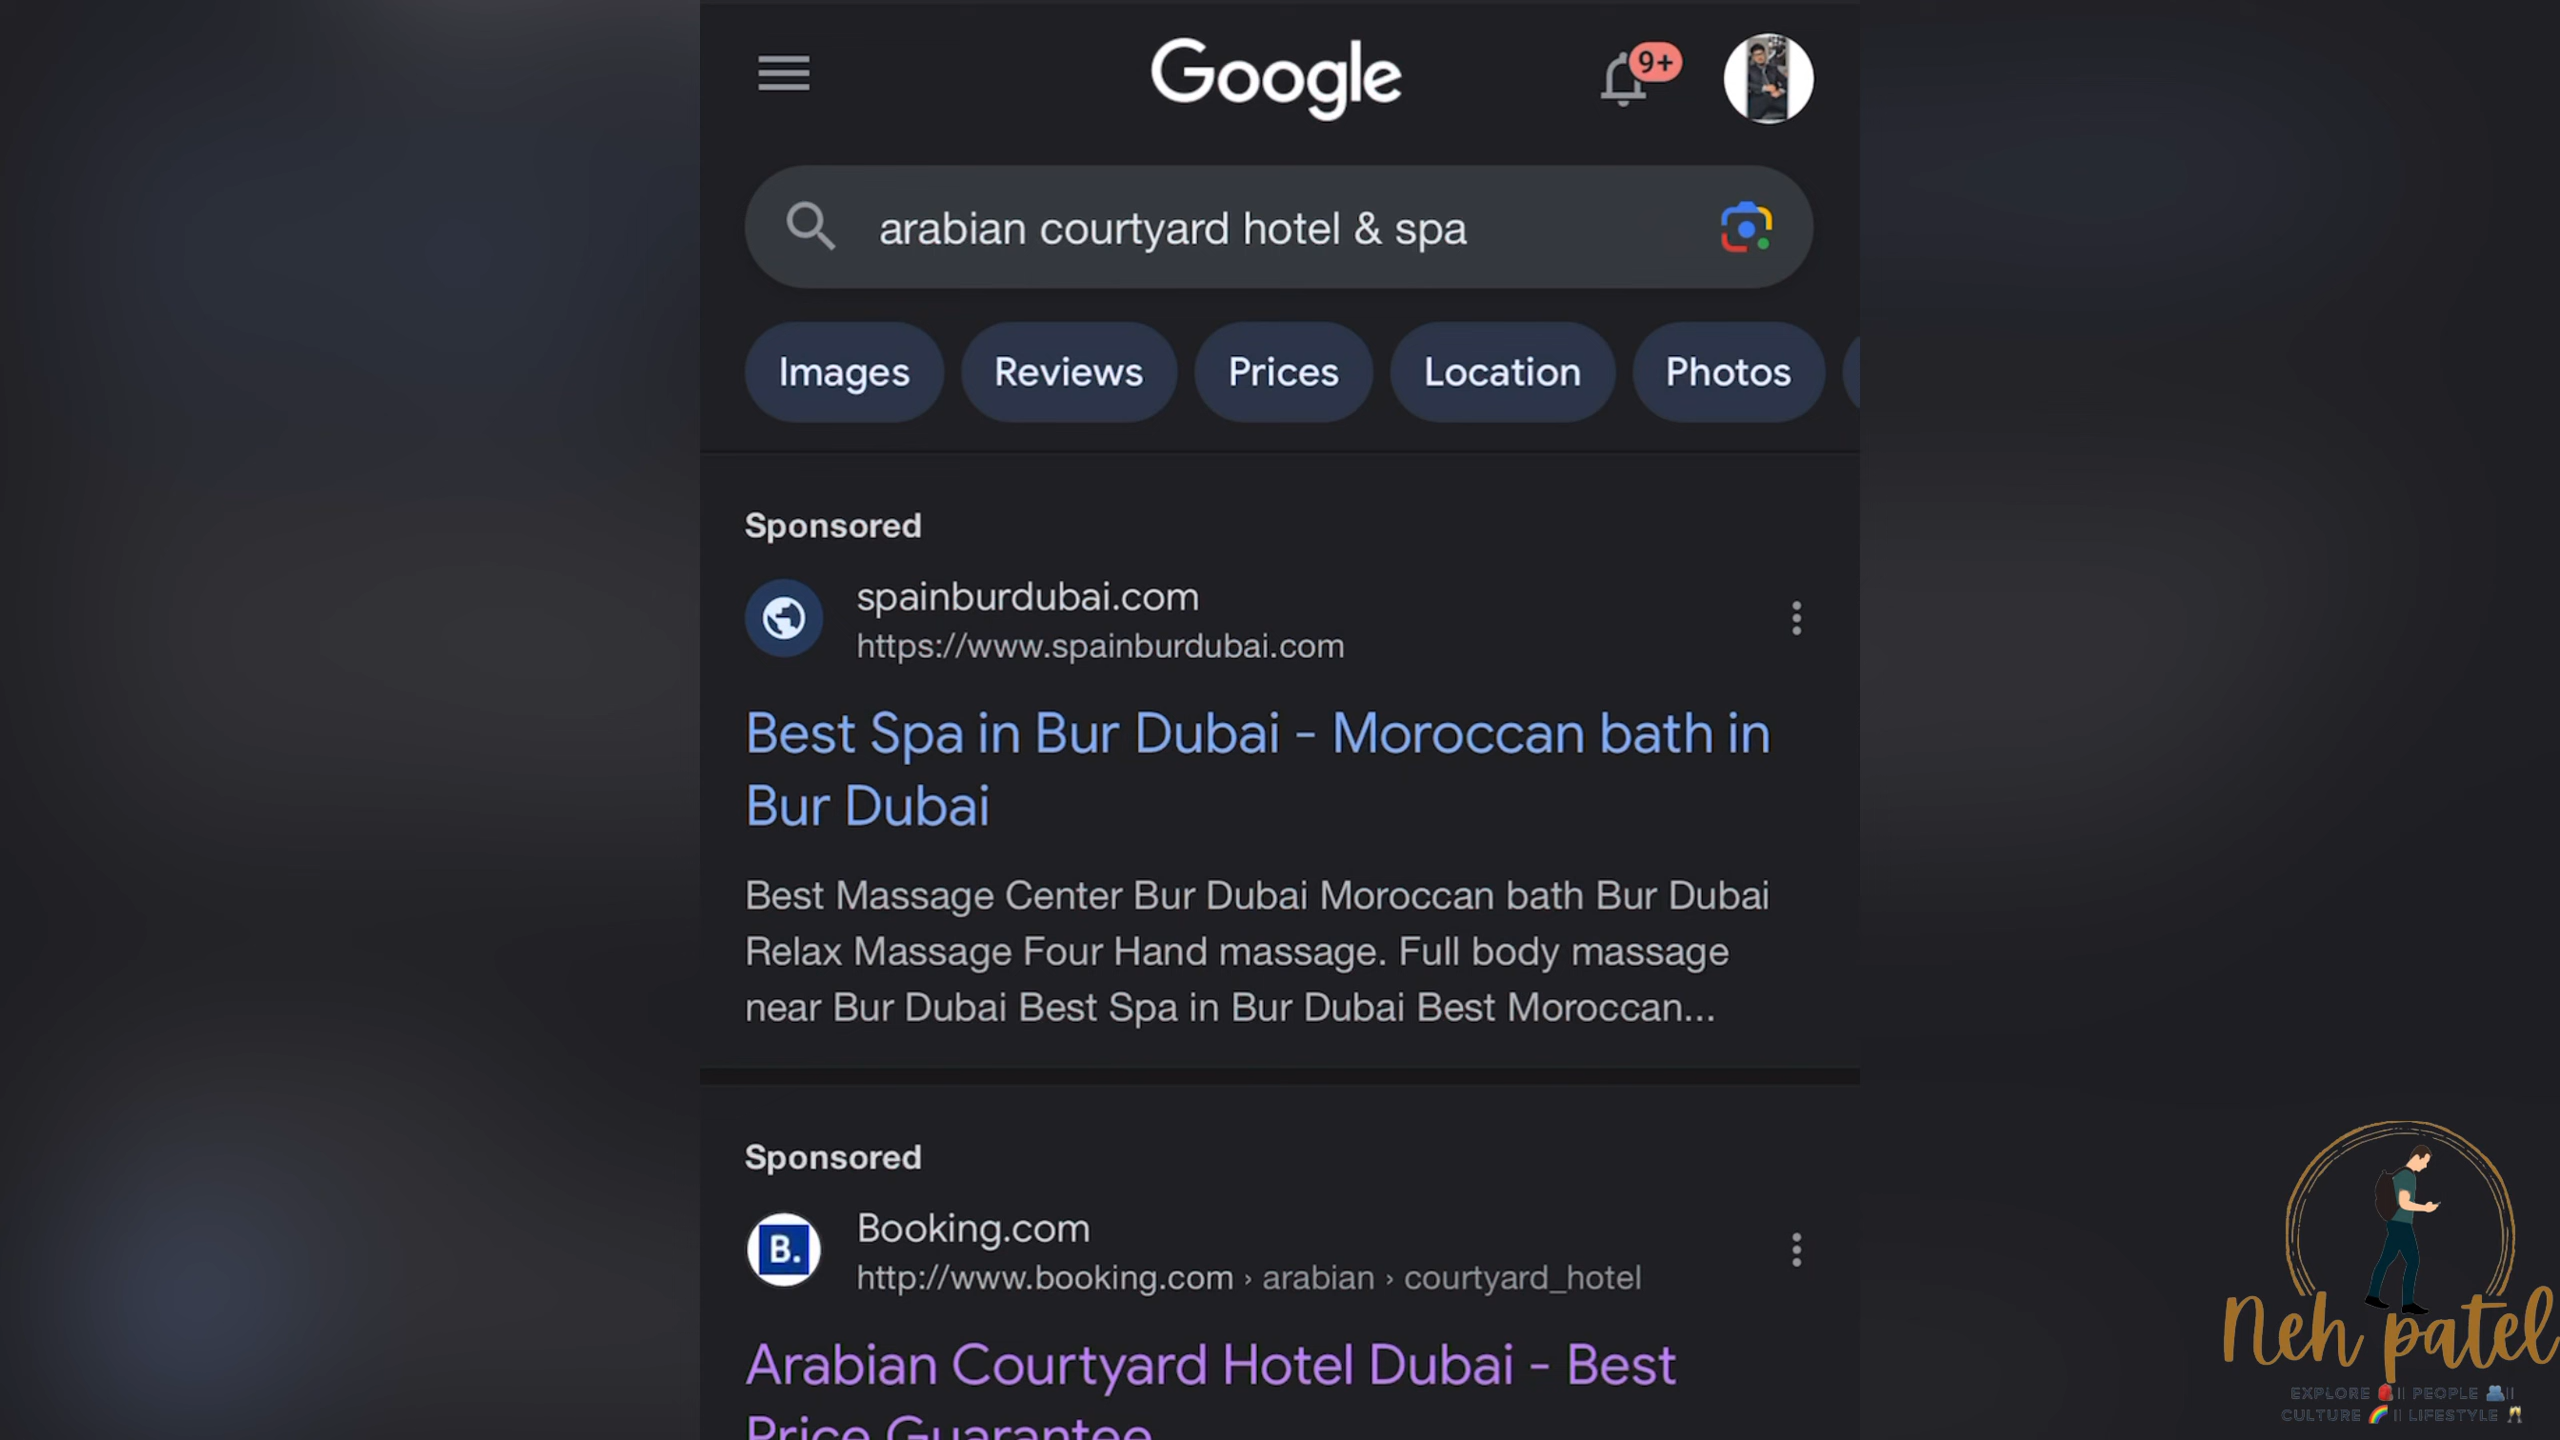 Google
9+
arabian courtyard hotel & spa
Images Reviews Prices Location Photos
Sponsored
spainburdubai.com
https://www.spainburdubai.com
Best Spa in Bur Dubai - Moroccan bath in
Bur Dubai
Best Massage Center Bur Dubai Moroccan bath Bur Dubai
Relax Massage Four Hand massage. Full body massage
near Bur Dubai Best Spa in Bur Dubai Best Moroccan...
Sponsored
B.
Booking.com
http://www.booking.com › arabian › courtyard_hotel
Arabian Courtyard Hotel Dubai - Best
Price Guarantee
Neh patel
EXPLORE || PEOPLE ||
CULTURE || LIFESTYLE